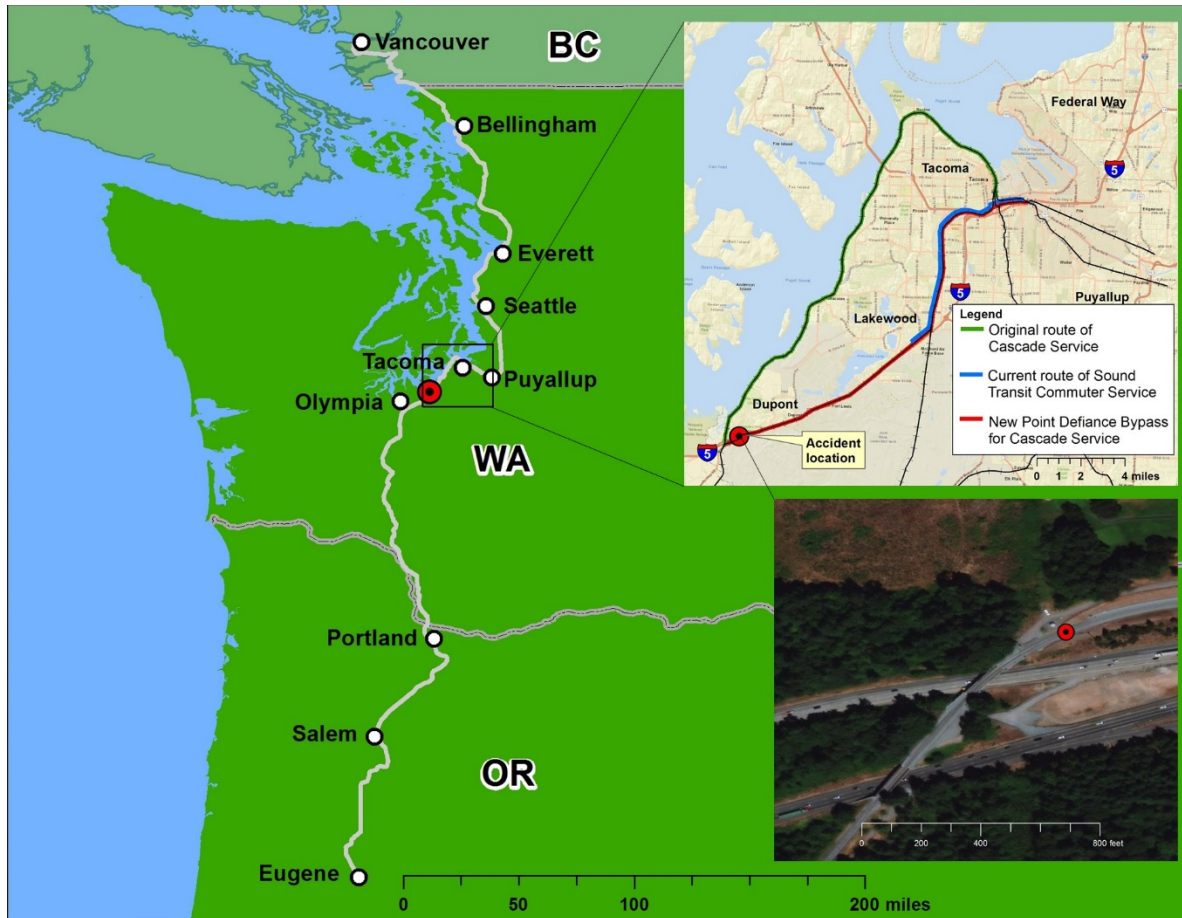 Vancouver
BC
Bellingham
Everett
Seattle
Tacoma
Puyallup
Olympia
WA
Portland
Salem
OR
Eugene
0 50 100 200 miles
Federal Way
Tacoma
Tacoma
5
5
Puyallup
Lakewood
Dupont
Accident
location
5
Legend
Original route of
Cascade Service
Current route of Sound
Transit Commuter Service
New Point Defiance Bypass
for Cascade Service
0 1 2 4 miles
0 200 400 800 feet